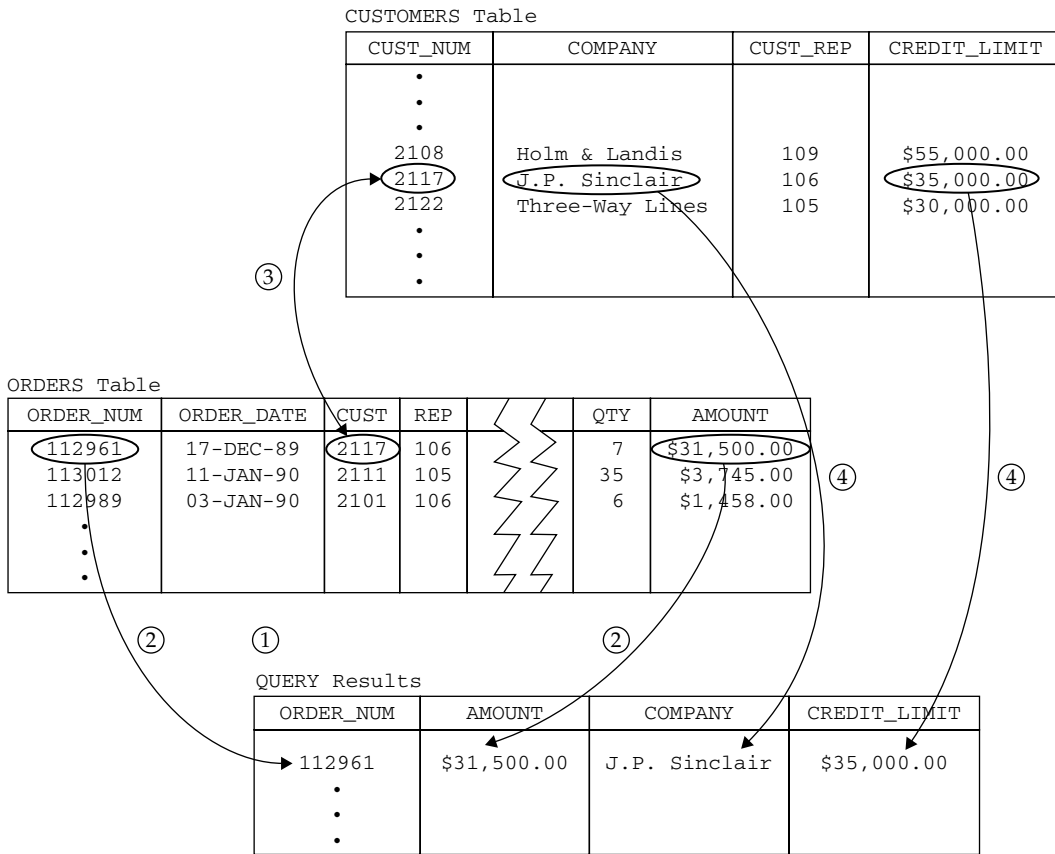 CUSTOMERS Table
CUST_NUM COMPANY CUST_REP CREDIT_LIMIT
2108 Holm & Landis 109 $55,000.00
2117 J.P. Sinclair 106 $35,000.00
2122 Three-Way Lines 105 $30,000.00
③
ORDERS Table
ORDER_NUM ORDER_DATE CUST REP QTY AMOUNT
112961 17-DEC-89 2117 106 7 $31,500.00
113012 11-JAN-90 2111 105 35 $3,745.00
112989 03-JAN-90 2101 106 6 $1,458.00
④ ④
② ① ②
QUERY Results
ORDER_NUM AMOUNT COMPANY CREDIT_LIMIT
112961 $31,500.00 J.P. Sinclair $35,000.00